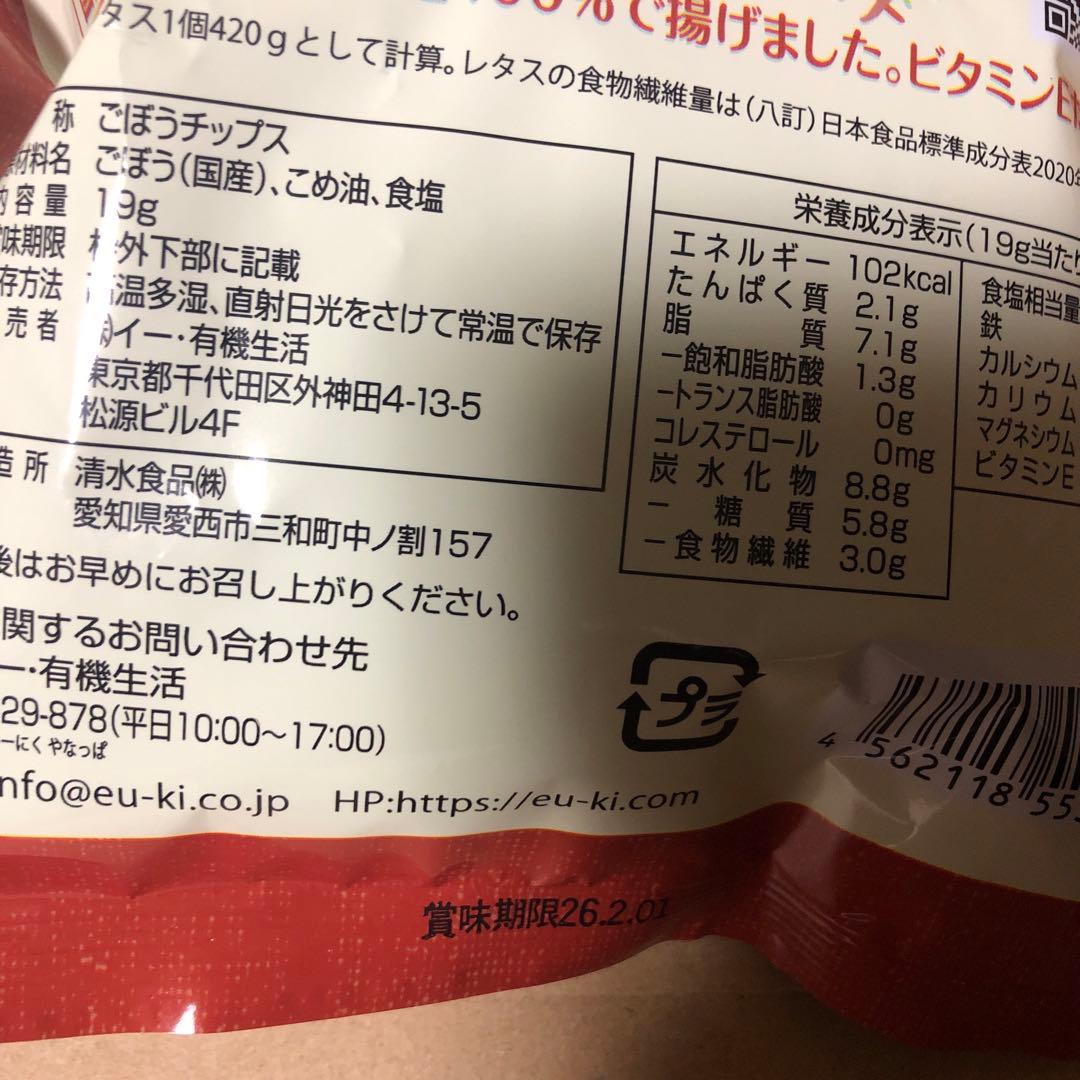 100%で揚げました。ビタミンE
タス1個420gとして計算。レタスの食物繊維量は(八訂)日本食品標準成分表2020
称 ごぼうチップス
材料名 ごぼう(国産)、こめ油、食塩
内容量 19g
味期限 枠外下部に記載
存方法 高温多湿、直射日光をさけて常温で保存
売者 ㈱イー・有機生活
東京都千代田区外神田4-13-5
松源ビル4F
造所 清水食品㈱
愛知県愛西市三和町中ノ割157
後はお早めにお召し上がりください。
関するお問い合わせ先
ー・有機生活
29-878(平日10:00〜17:00)
ーにく やなっぱ
nfo@eu-ki.co.jp HP:https://eu-ki.com
栄養成分表示(19g当たり
エネルギー 102kcal
たんぱく質 2.1g
脂質 7.1g
−飽和脂肪酸 1.3g
−トランス脂肪酸 0g
コレステロール 0mg
炭水化物 8.8g
−糖質 5.8g
−食物繊維 3.0g
食塩相当量
鉄
カルシウム
カリウム
マグネシウム
ビタミンE
プラ
4 562118 55
賞味期限26.2.01